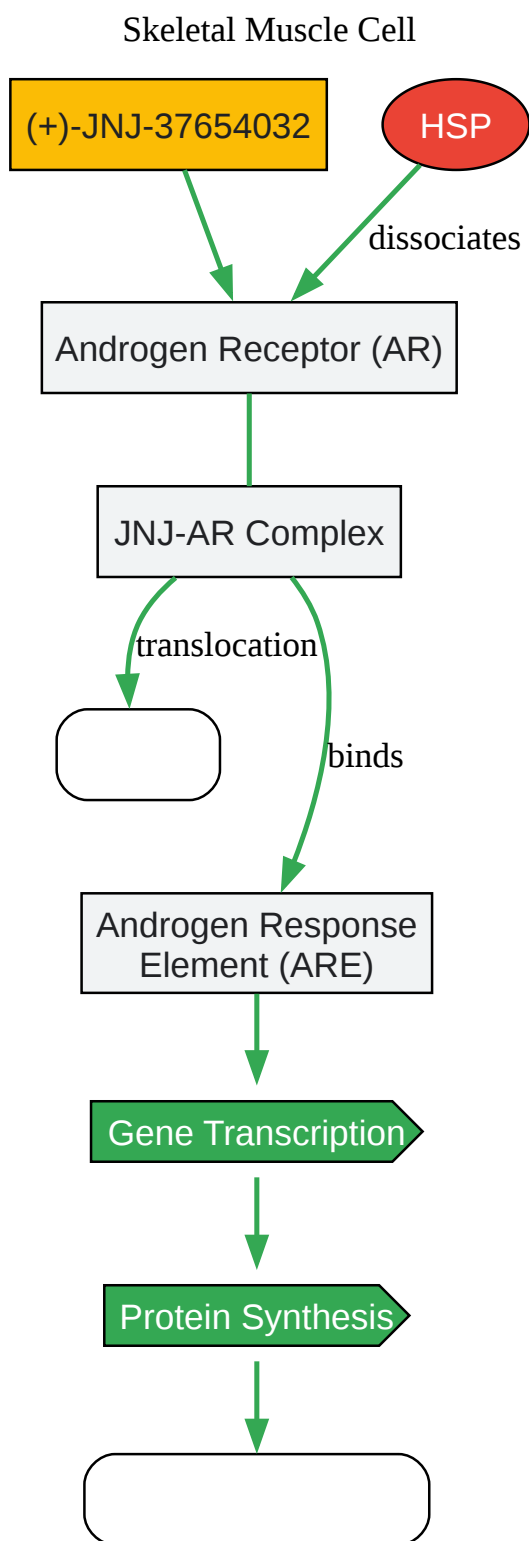 Skeletal Muscle Cell
(+)-JNJ-37654032
HSP
dissociates
Androgen Receptor (AR)
JNJ-AR Complex
translocation
binds
Androgen Response
Element (ARE)
Gene Transcription
Protein Synthesis